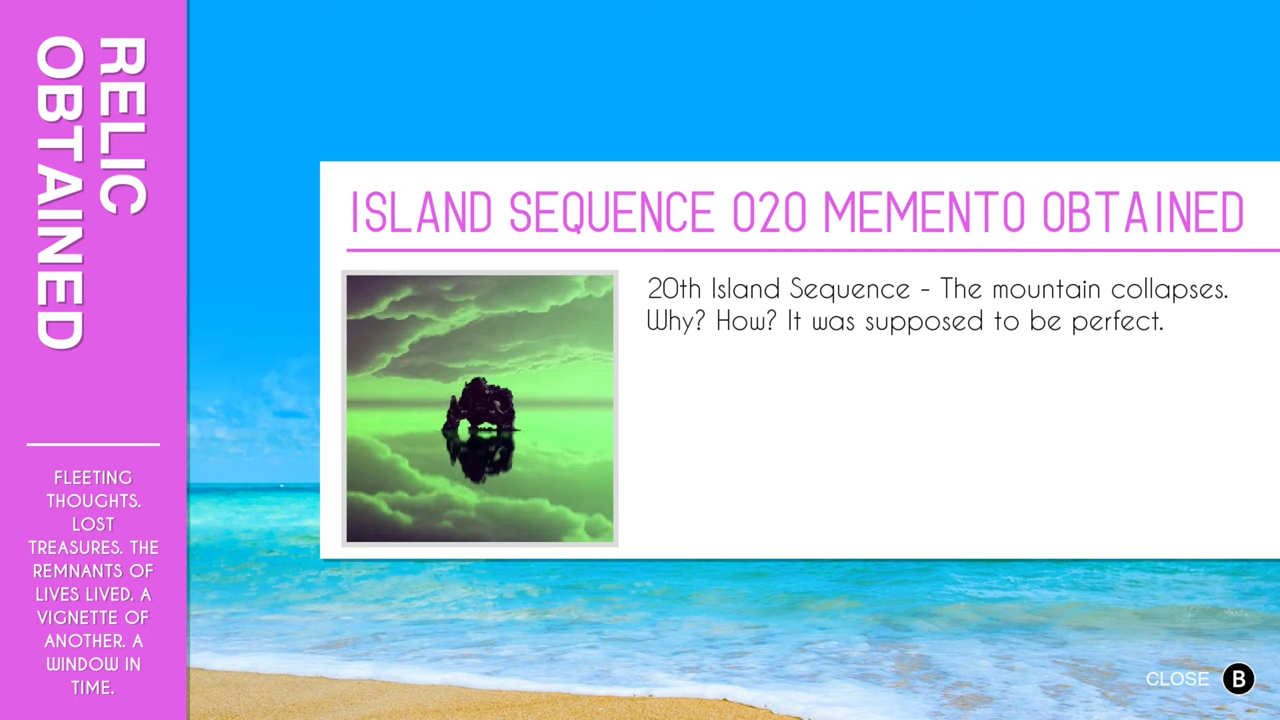 RELIC
OBTAINED
FLEETING
THOUGHTS.
LOST
TREASURES. THE
REMNANTS OF
LIVES LIVED. A
VIGNETTE OF
ANOTHER. A
WINDOW IN
TIME.
ISLAND SEQUENCE 020 MEMENTO OBTAINED
20th Island Sequence - The mountain collapses.
Why? How? It was supposed to be perfect.
CLOSE B